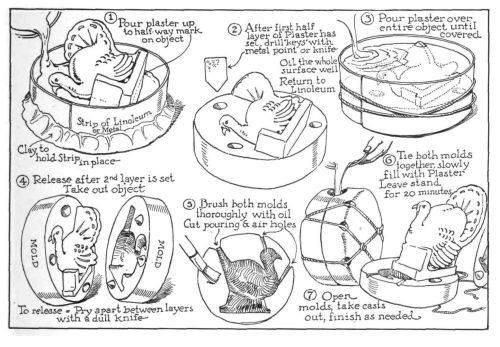 ① Pour plaster up
to half-way mark
on object
Strip of Linoleum
or Metal
Clay to
hold Strip in place-
② After first half
layer of Plaster has
set, drill "keys" with
metal point or knife
Oil the whole
surface well
Return to
Linoleum
③ Pour plaster over
entire object until
covered
④ Release after 2nd layer is set
Take out object
MOLD
MOLD
To release - Pry apart between layers
with a dull knife-
⑤ Brush both molds
thoroughly with oil
Cut pouring & air holes
⑥ Tie both molds
together, slowly
fill with Plaster
Leave stand
for 20 minutes
⑦ Open
molds, take casts
out, finish as needed